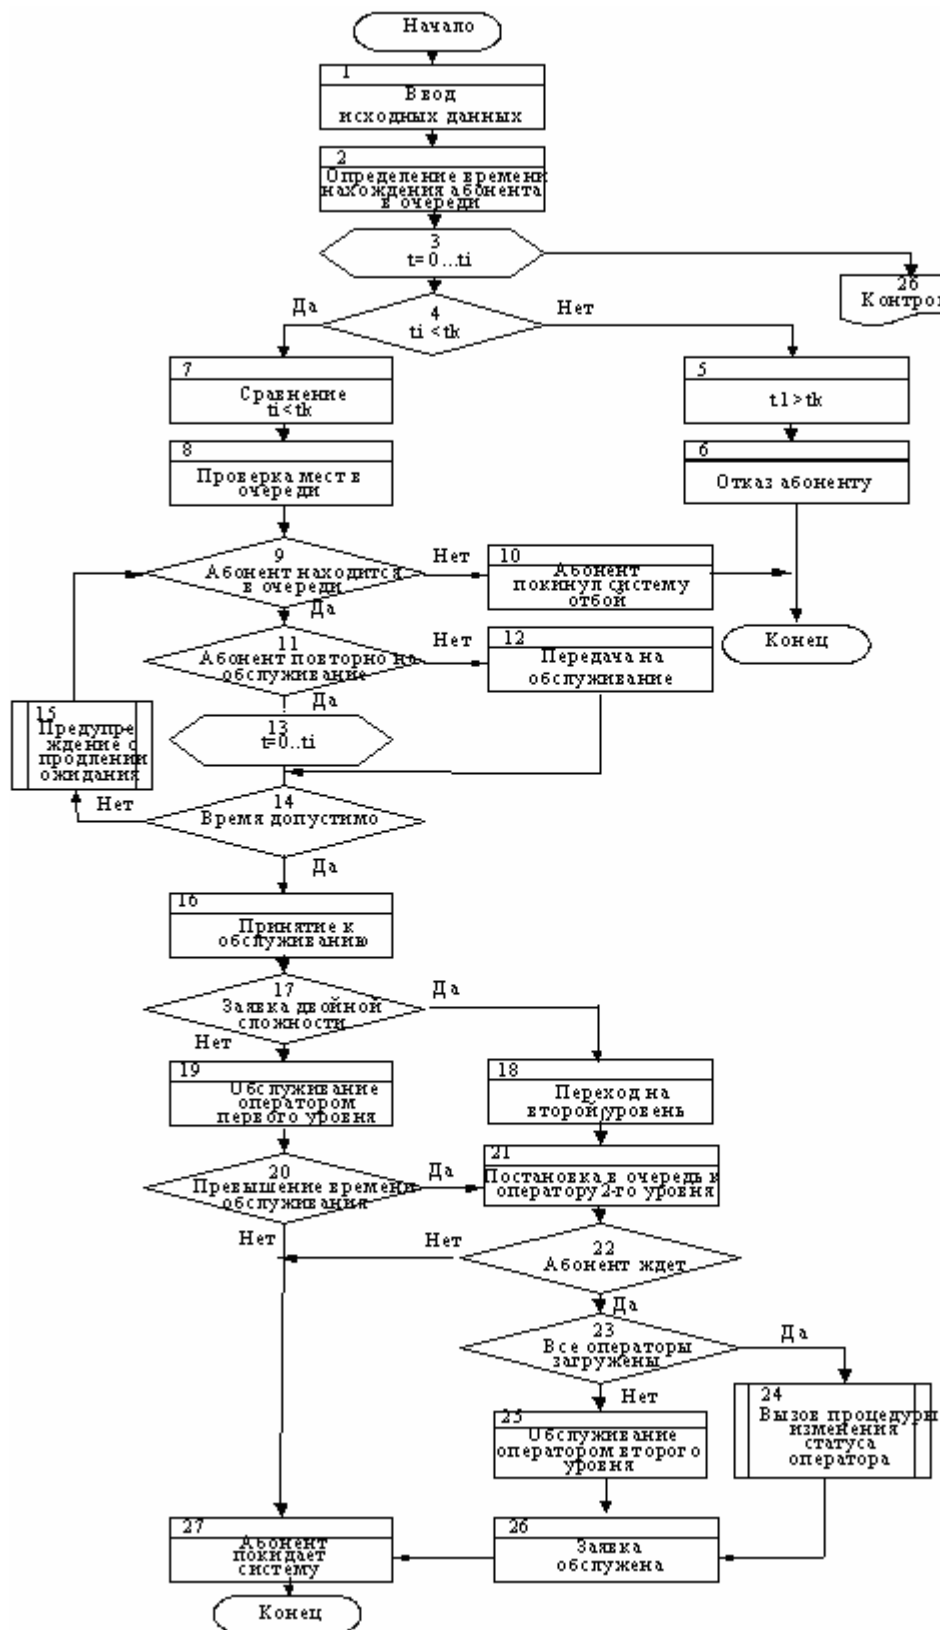 Начало
1
Ввод
исходных данных
2
Определение времени
нахождения абонента
в очереди
3
t=0...ti
26
Контрол
Да
4
ti <tk
Нет
7
Сравнение
ti<tk
5
t1>tk
8
Проверка мест в
очереди
6
Отказ абоненту
9
Абонент находится
в очереди
Нет
10
Абонент
покинул систему
отбой
Да
11
Абонент повторно на
обслуживание
Нет
12
Передача на
обслуживание
Конец
Да
13
t=0..ti
15
Предупре-
ждение о
продлении
ожидания
Нет
14
Время допустимо
Да
16
Принятие к
обслуживанию
17
Заявка двойной
сложности
Да
Нет
19
Обслуживание
оператором
первого уровня
18
Переход на
второй уровень
20
Превышение времени
обслуживания
Да
21
Постановка в очередь к
оператору 2-го уровня
Нет
Нет
22
Абонент ждет
Да
23
Все операторы
загружены
Да
Нет
24
Вызов процедуры
изменения
статуса
оператора
25
Обслуживание
оператором второго
уровня
27
Абонент
покидает
систему
26
Заявка
обслужена
Конец